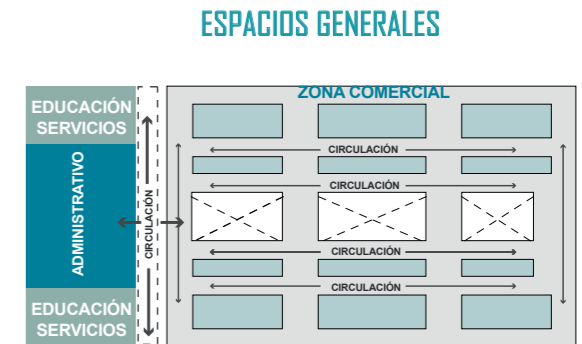 ESPACIOS GENERALES
ZONA COMERCIAL
EDUCACIÓN
SERVICIOS
ADMINISTRATIVO
CIRCULACIÓN
CIRCULACIÓN
CIRCULACIÓN
CIRCULACIÓN
CIRCULACIÓN
EDUCACIÓN
SERVICIOS